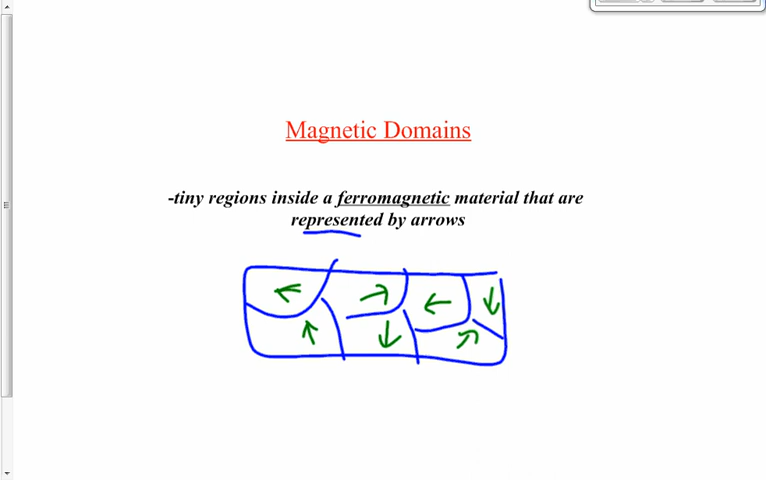 Magnetic Domains
-tiny regions inside a ferromagnetic material that are
represented by arrows